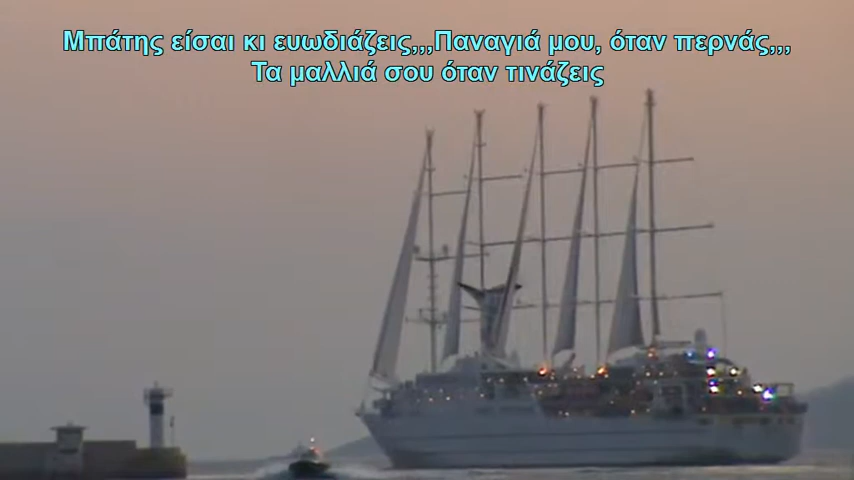 Μπάτης είσαι κι ευωδιάζεις,,,Παναγιά μου, όταν περνάς,,,
Τα μαλλιά σου όταν τινάζεις